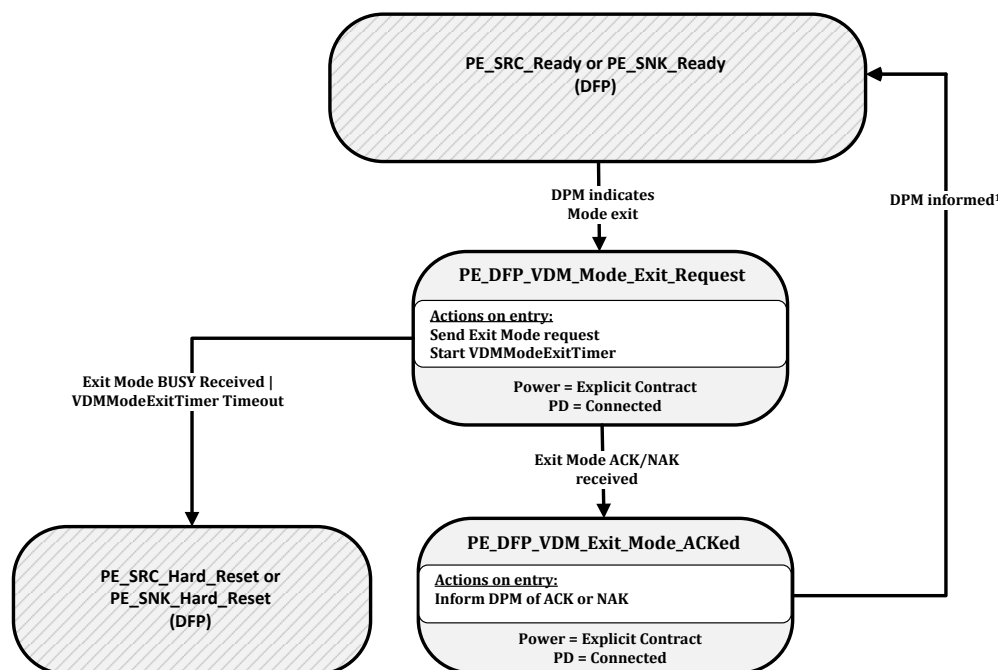 PE_SRC_Ready or PE_SNK_Ready
(DFP)
DPM indicates
Mode exit
DPM informed¹
PE_DFP_VDM_Mode_Exit_Request
Actions on entry:
Send Exit Mode request
Start VDMModeExitTimer
Power = Explicit Contract
PD = Connected
Exit Mode BUSY Received |
VDMModeExitTimer Timeout
Exit Mode ACK/NAK
received
PE_SRC_Hard_Reset or
PE_SNK_Hard_Reset
(DFP)
PE_DFP_VDM_Exit_Mode_ACKed
Actions on entry:
Inform DPM of ACK or NAK
Power = Explicit Contract
PD = Connected